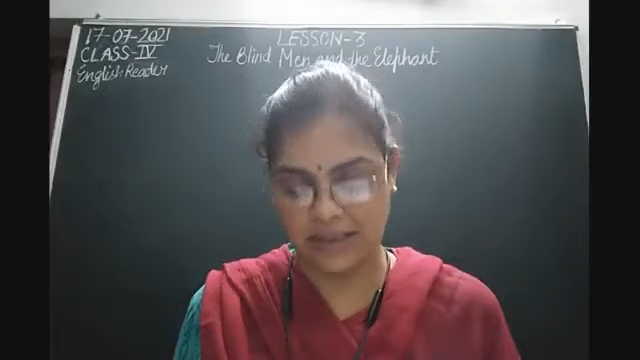 17-07-2021
CLASS-IV
English Reader
LESSON-3
The Blind Men and the Elephant